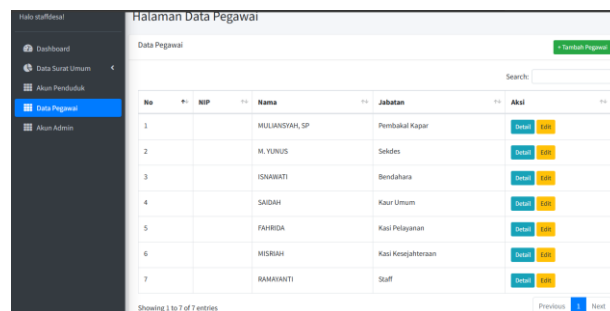 Halo staffdesa!
Dashboard
Data Surat Umum
Akun Penduduk
Data Pegawai
Akun Admin
Halaman Data Pegawai
Data Pegawai
+ Tambah Pegawai
Search:
No NIP Nama Jabatan Aksi
1 MULIANSYAH, SP Pembakal Kapar Detail Edit
2 M. YUNUS Sekdes Detail Edit
3 ISNAWATI Bendahara Detail Edit
4 SAIDAH Kaur Umum Detail Edit
5 FAHRIDA Kasi Pelayanan Detail Edit
6 MISRIAH Kasi Kesejahteraan Detail Edit
7 RAMAYANTI Staff Detail Edit
Showing 1 to 7 of 7 entries
Previous 1 Next